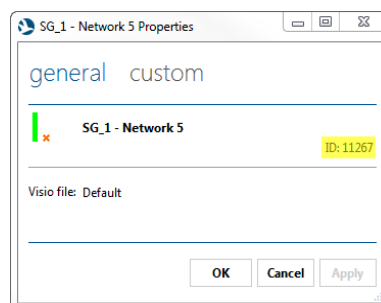 SG_1 - Network 5 Properties
general custom
SG_1 - Network 5
ID: 11267
Visio file: Default
OK Cancel Apply